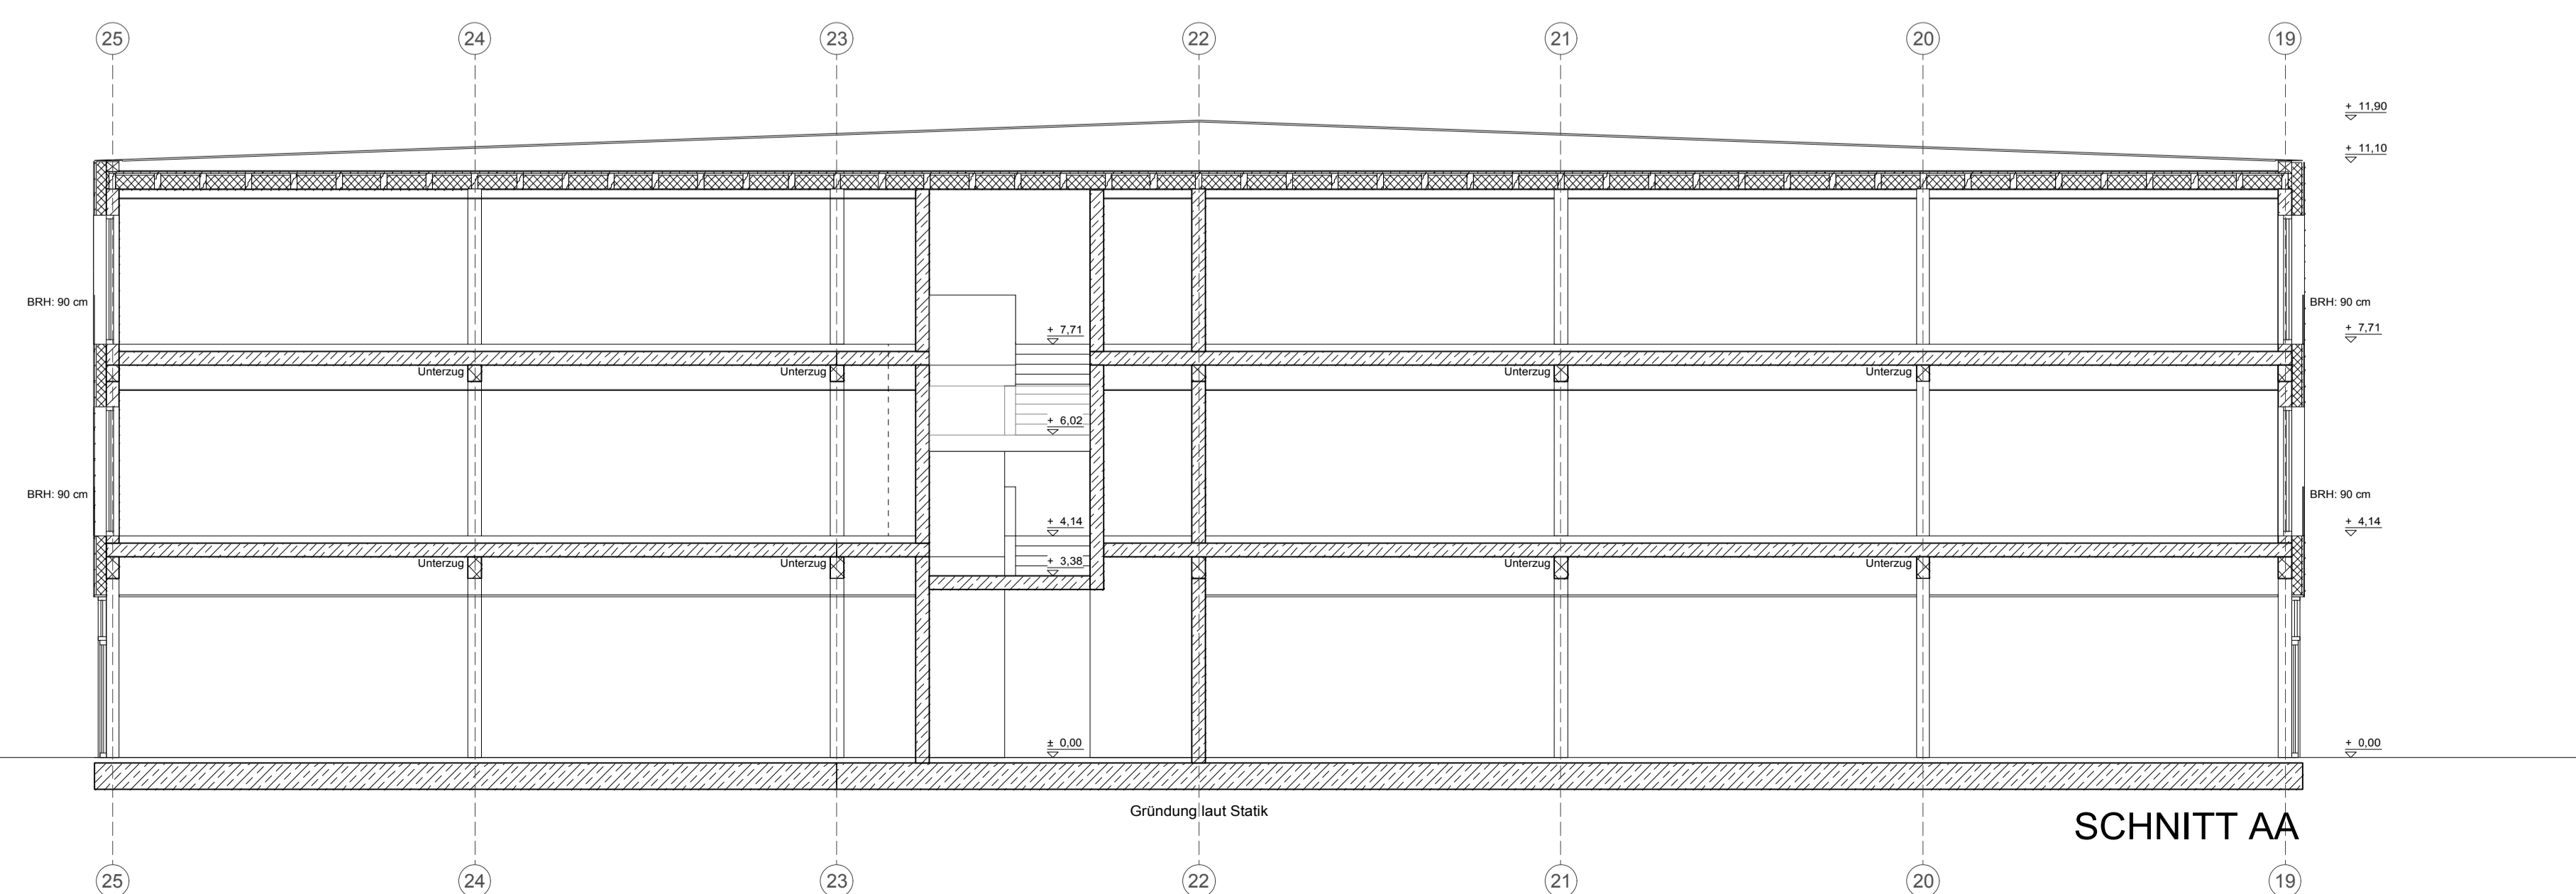 25 24 23 22 21 20 19
+ 11,90
+ 11,10
BRH: 90 cm
BRH: 90 cm
+ 7,71
+ 7,71
Unterzug Unterzug Unterzug Unterzug
+ 6,02
BRH: 90 cm
BRH: 90 cm
+ 4,14
+ 4,14
Unterzug Unterzug + 3,38 Unterzug Unterzug
± 0,00
+ 0,00
Gründung laut Statik
SCHNITT AA
25 24 23 22 21 20 19